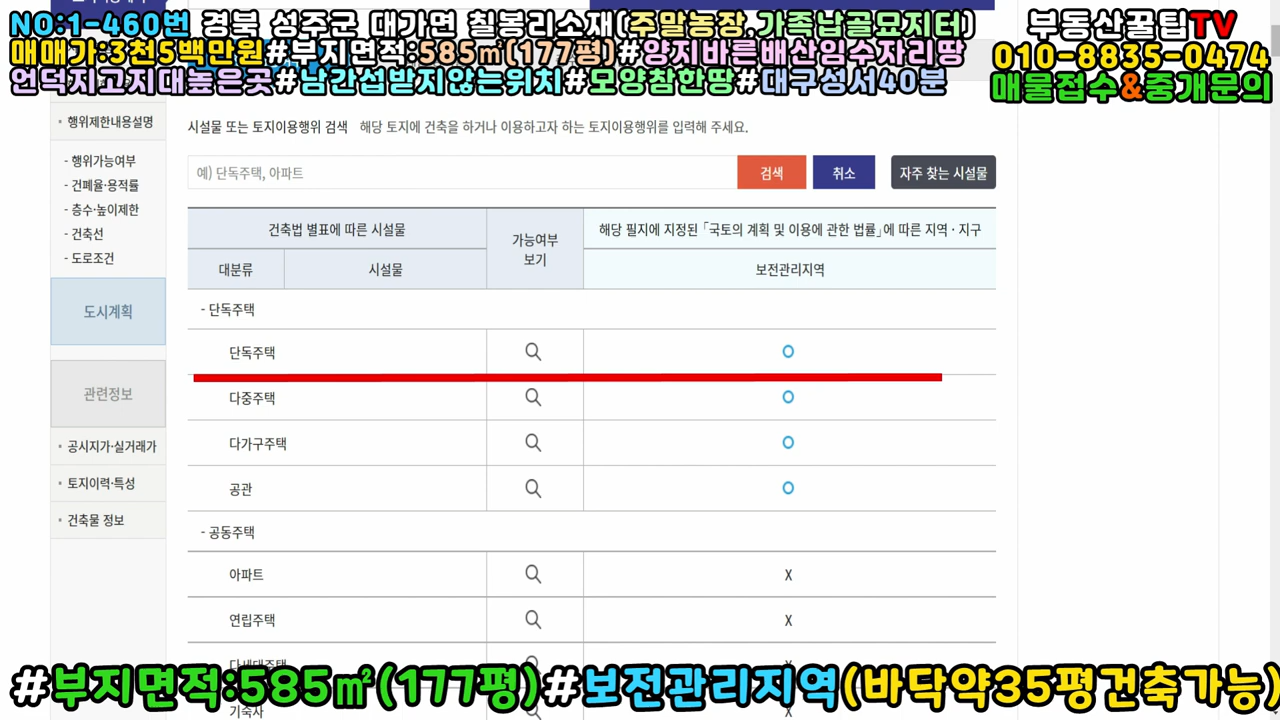 NO:1-460번 경북 성주군 대가면 칠봉리소재(주말농장,가족납골묘지터)
매매가:3천5백만원#부지면적:585㎡(177평)#양지바른배산임수자리땅
언덕지고지대높은곳#남간섭받지않는위치#모양참한땅#대구성서40분
부동산꿀팁TV
010-8835-0474
매물접수&중개문의
행위제한내용설명
- 행위가능여부
- 건폐율·용적률
- 층수·높이제한
- 건축선
- 도로조건
도시계획
관련정보
공시지가·실거래가
토지이력·특성
건축물 정보
시설물 또는 토지이용행위 검색 해당 토지에 건축을 하거나 이용하고자 하는 토지이용행위를 입력해 주세요.
예) 단독주택, 아파트 검색 취소 자주 찾는 시설물
건축법 별표에 따른 시설물 가능여부 보기 해당 필지에 지정된 「국토의 계획 및 이용에 관한 법률」에 따른 지역 · 지구
대분류 시설물 보전관리지역
- 단독주택
단독주택 O
다중주택 O
다가구주택 O
공관 O
- 공동주택
아파트 X
연립주택 X
다세대주택 X
기숙사 X
#부지면적:585㎡(177평)#보전관리지역(바닥약35평건축가능)